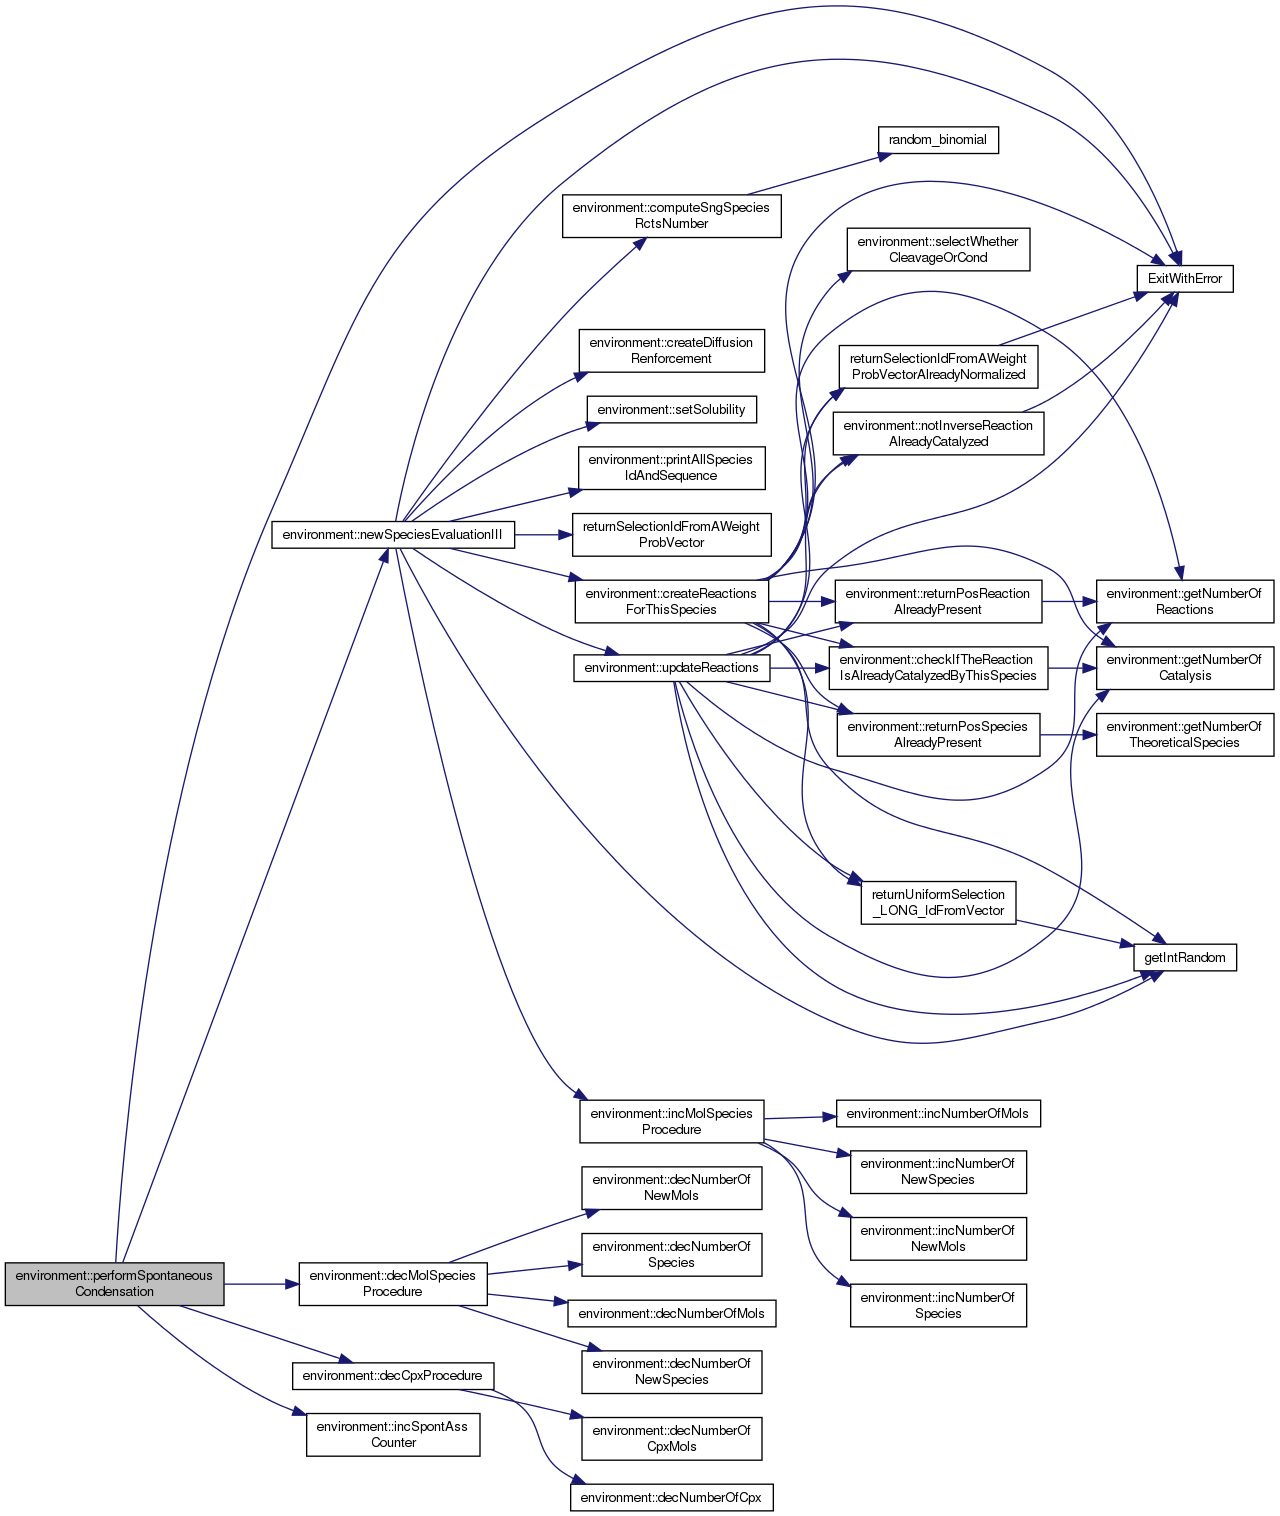 random_binomial
environment::computeSngSpecies
RctsNumber
environment::selectWhether
CleavageOrCond
ExitWithError
environment::createDiffusion
Renforcement
returnSelectionIdFromAWeight
ProbVectorAlreadyNormalized
environment::setSolubility
environment::notInverseReaction
AlreadyCatalyzed
environment::printAllSpecies
IdAndSequence
environment::newSpeciesEvaluationIII
returnSelectionIdFromAWeight
ProbVector
environment::createReactions
ForThisSpecies
environment::returnPosReaction
AlreadyPresent
environment::getNumberOf
Reactions
environment::updateReactions
environment::checkIfTheReaction
IsAlreadyCatalyzedByThisSpecies
environment::getNumberOf
Catalysis
environment::returnPosSpecies
AlreadyPresent
environment::getNumberOf
TheoreticalSpecies
returnUniformSelection
_LONG_IdFromVector
getIntRandom
environment::incMolSpecies
Procedure
environment::incNumberOfMols
environment::incNumberOf
NewSpecies
environment::decNumberOf
NewMols
environment::incNumberOf
NewMols
environment::decNumberOf
Species
environment::performSpontaneous
Condensation
environment::decMolSpecies
Procedure
environment::incNumberOf
Species
environment::decNumberOfMols
environment::decNumberOf
NewSpecies
environment::decCpxProcedure
environment::incSpontAss
Counter
environment::decNumberOf
CpxMols
environment::decNumberOfCpx